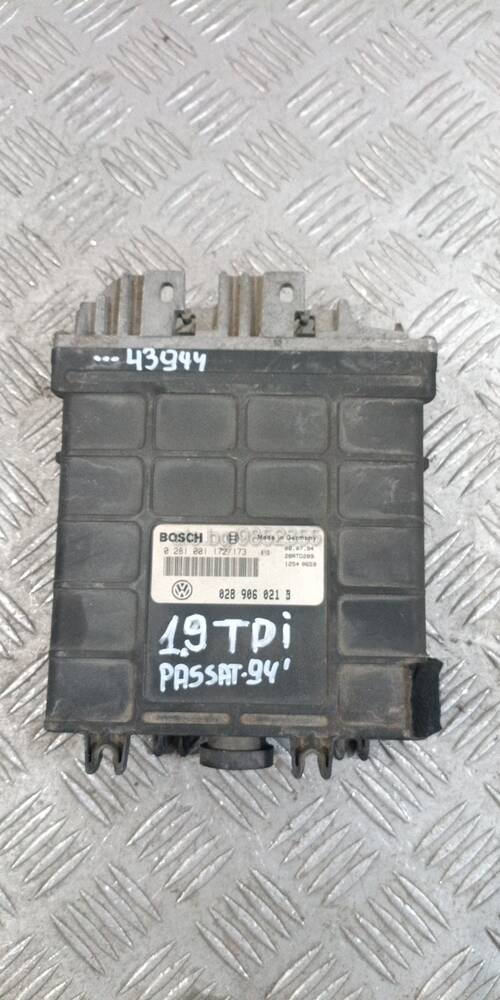 ... 43944
BOSCH Made in Germany
0 281 001 172/173
028 906 021 B
1.9 TDi
PASSAT-94'